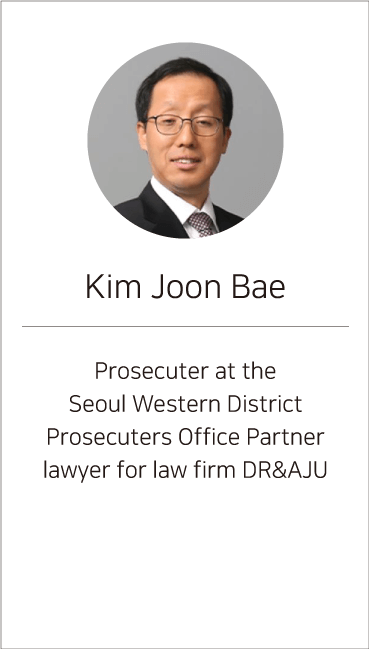 Kim Joon Bae
Prosecuter at the
Seoul Western District
Prosecuters Office Partner
lawyer for law firm DR&AJU